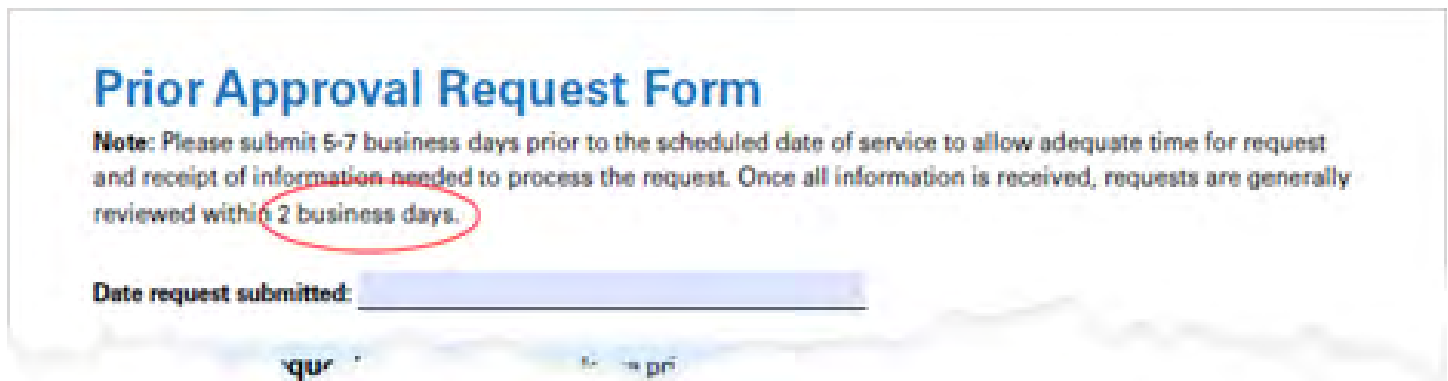 Prior Approval Request Form
Note: Please submit 5-7 business days prior to the scheduled date of service to allow adequate time for request
and receipt of information needed to process the request. Once all information is received, requests are generally
reviewed within 2 business days.
Date request submitted: